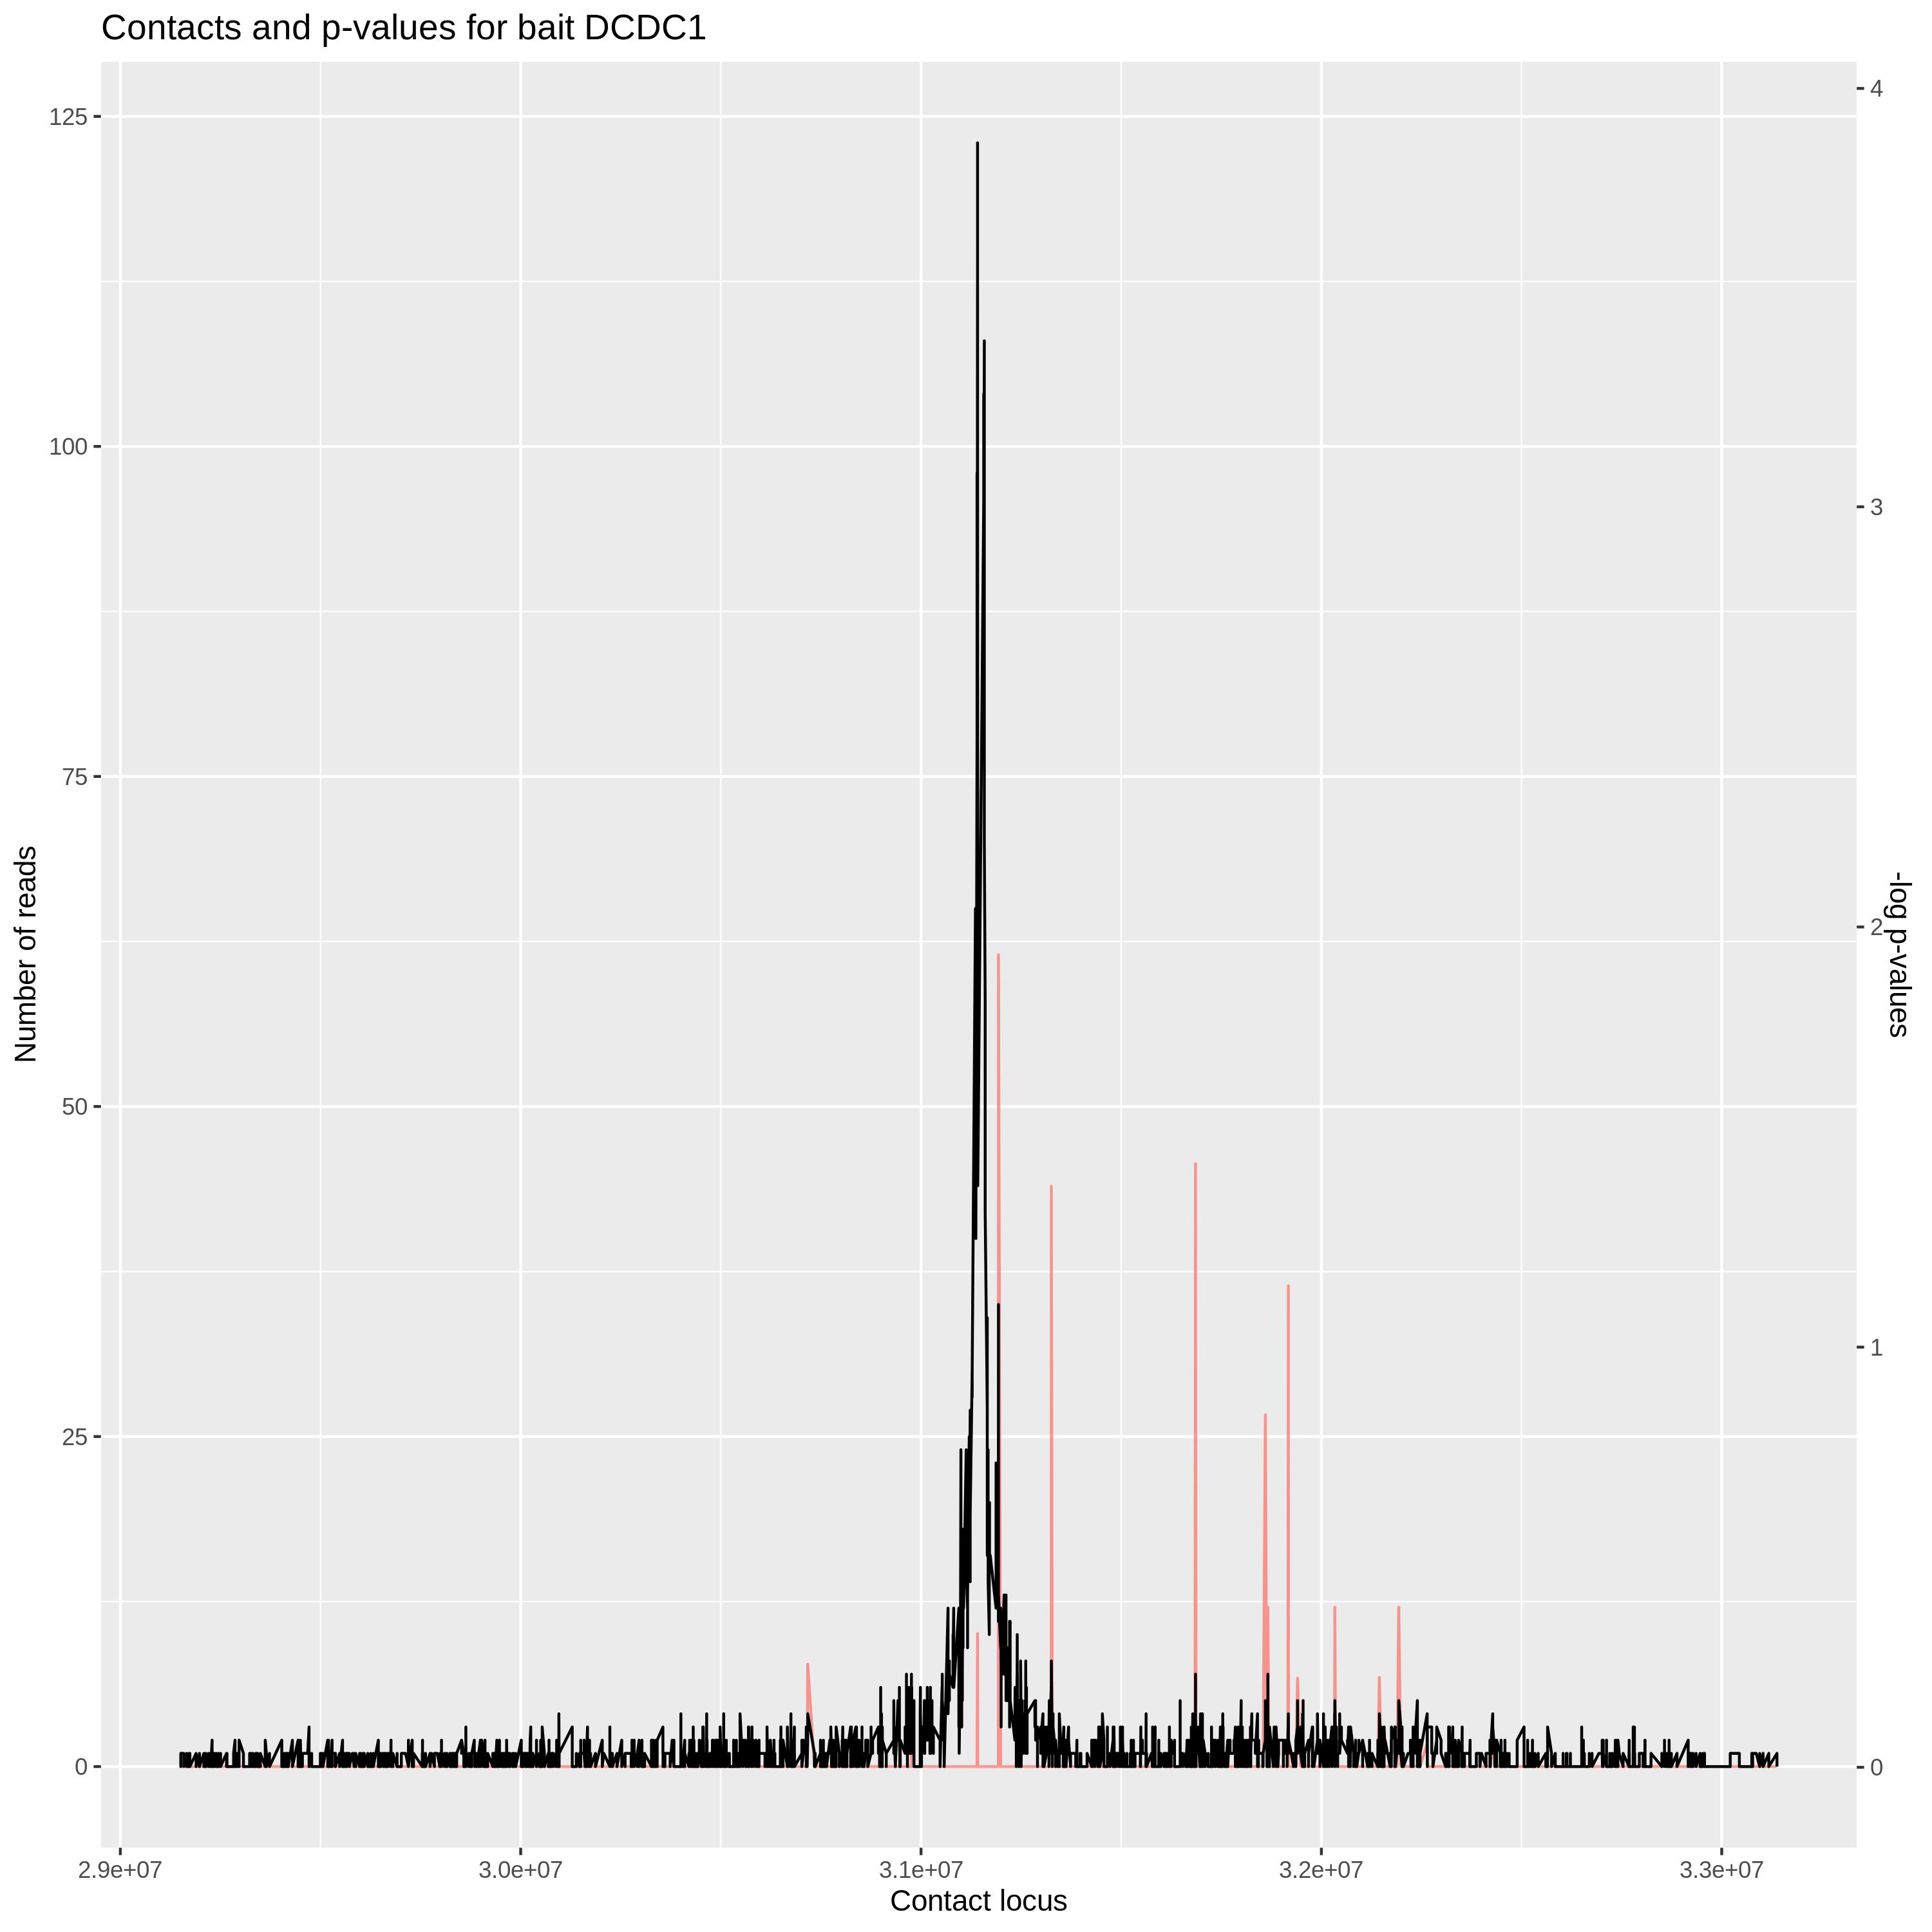 Contacts and p-values for bait DCDC1
125
100
75
50
25
0
Number of reads
4
3
2
1
0
-log p-values
2.9e+07 3.0e+07 3.1e+07 3.2e+07 3.3e+07
Contact locus